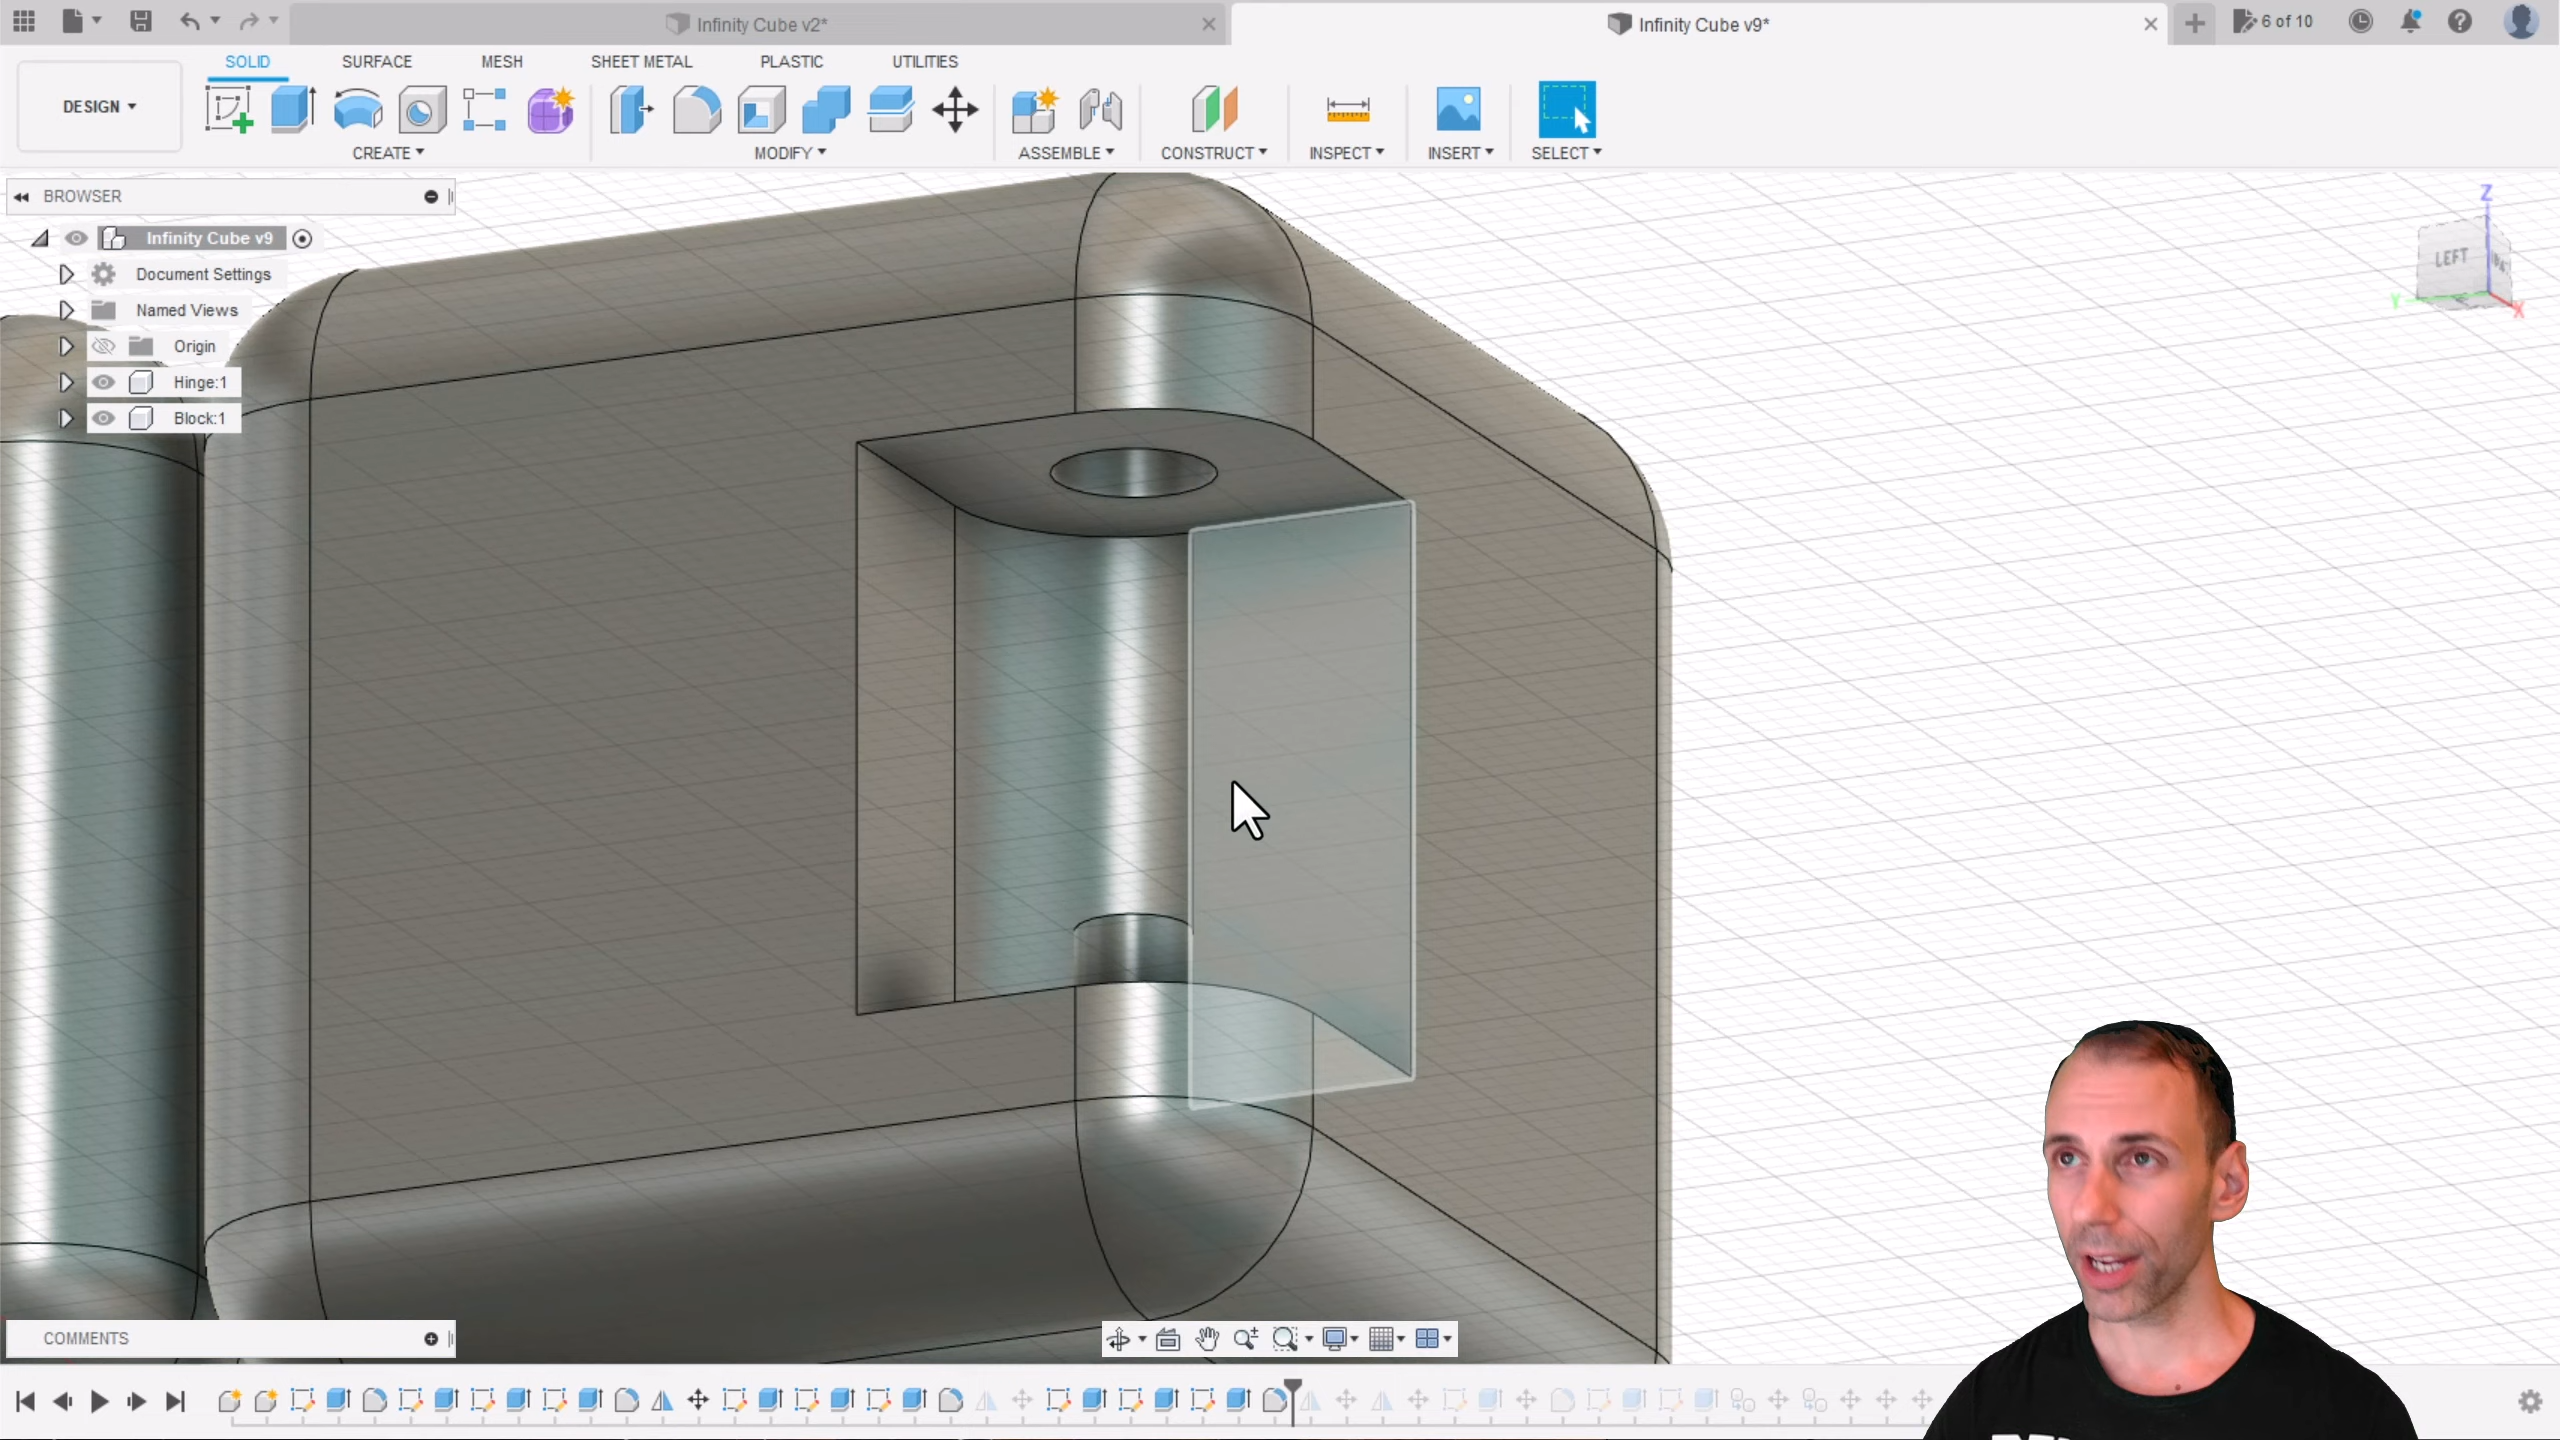 Infinity Cube v2*
Infinity Cube v9*
6 of 10
SOLID
SURFACE
MESH
SHEET METAL
PLASTIC
UTILITIES
DESIGN
CREATE
MODIFY
ASSEMBLE
CONSTRUCT
INSPECT
INSERT
SELECT
BROWSER
Infinity Cube v9
Document Settings
Named Views
Origin
Hinge:1
Block:1
Z
LEFT
Y
X
COMMENTS